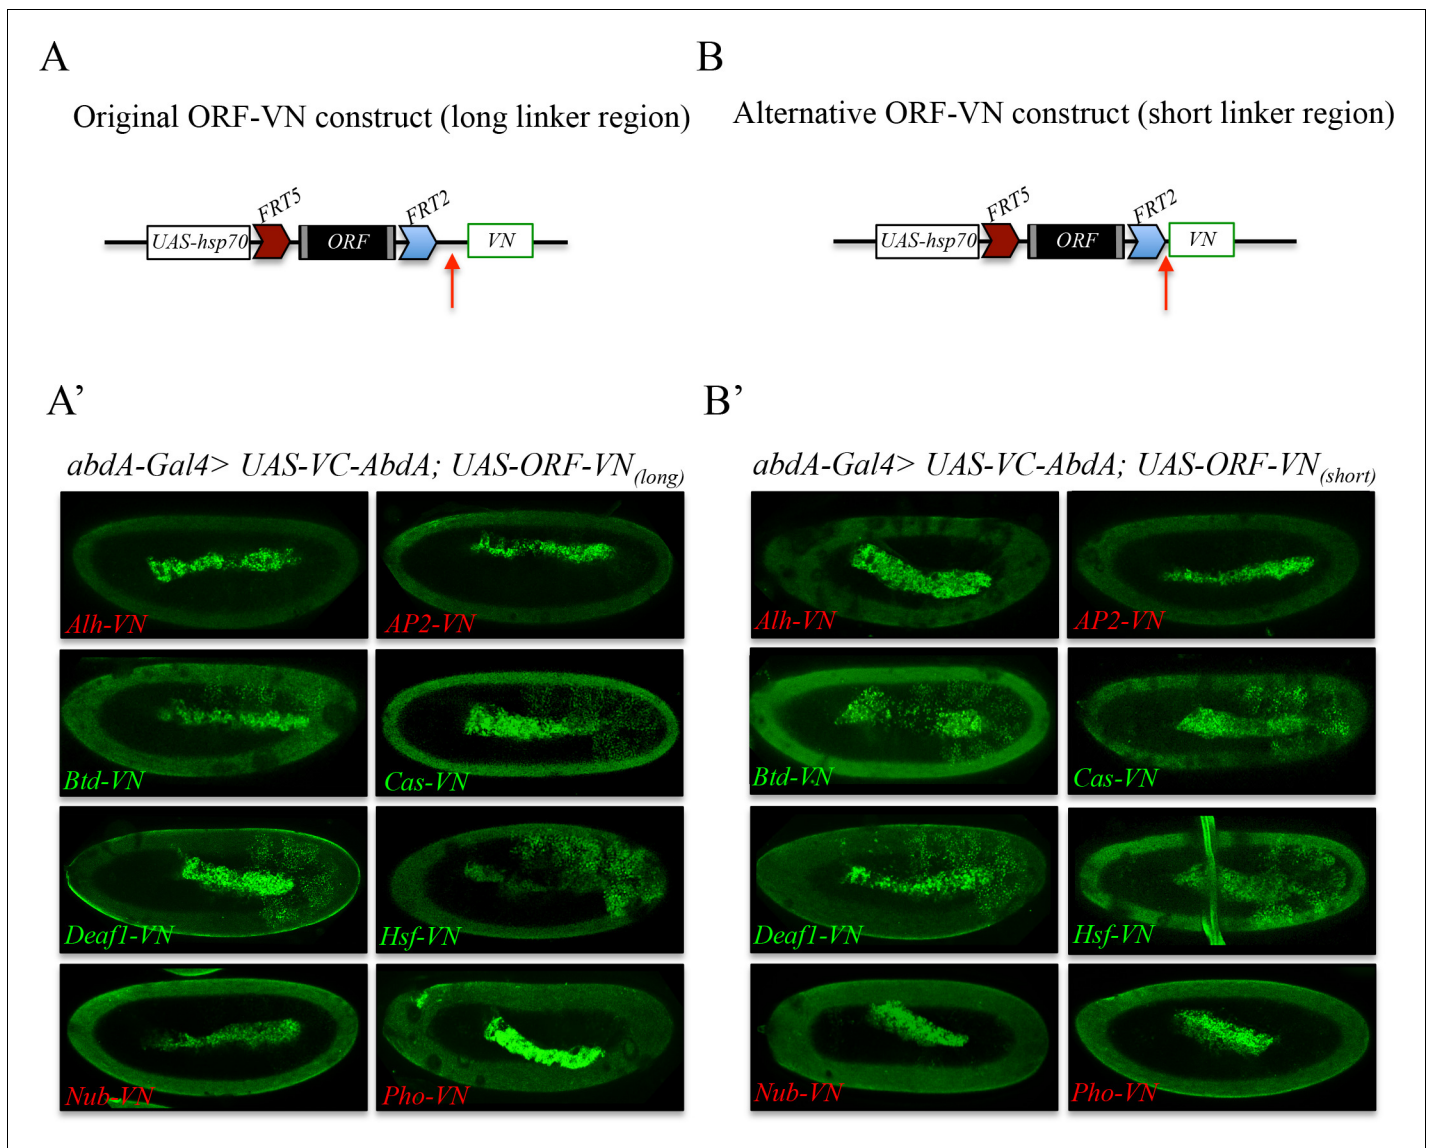 A
Original ORF-VN construct (long linker region)
UAS-hsp70
FRT5
ORF
FRT2
VN
B
Alternative ORF-VN construct (short linker region)
UAS-hsp70
FRT5
ORF
FRT2
VN
A’
abdA-Gal4> UAS-VC-AbdA; UAS-ORF-VN(long)
Alh-VN
AP2-VN
Btd-VN
Cas-VN
Deaf1-VN
Hsf-VN
Nub-VN
Pho-VN
B’
abdA-Gal4> UAS-VC-AbdA; UAS-ORF-VN(short)
Alh-VN
AP2-VN
Btd-VN
Cas-VN
Deaf1-VN
Hsf-VN
Nub-VN
Pho-VN